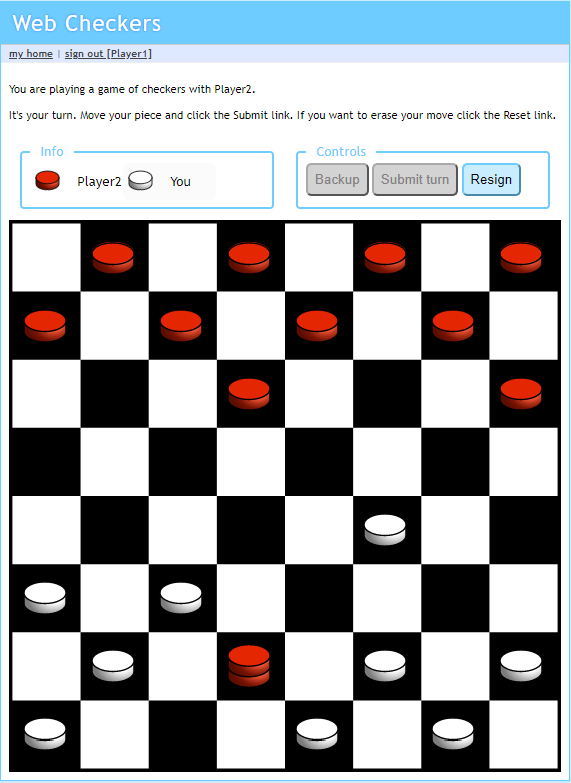 Web Checkers
my home | sign out [Player1]
You are playing a game of checkers with Player2.
It's your turn. Move your piece and click the Submit link. If you want to erase your move click the Reset link.
Info
Player2 You
Controls
Backup Submit turn Resign